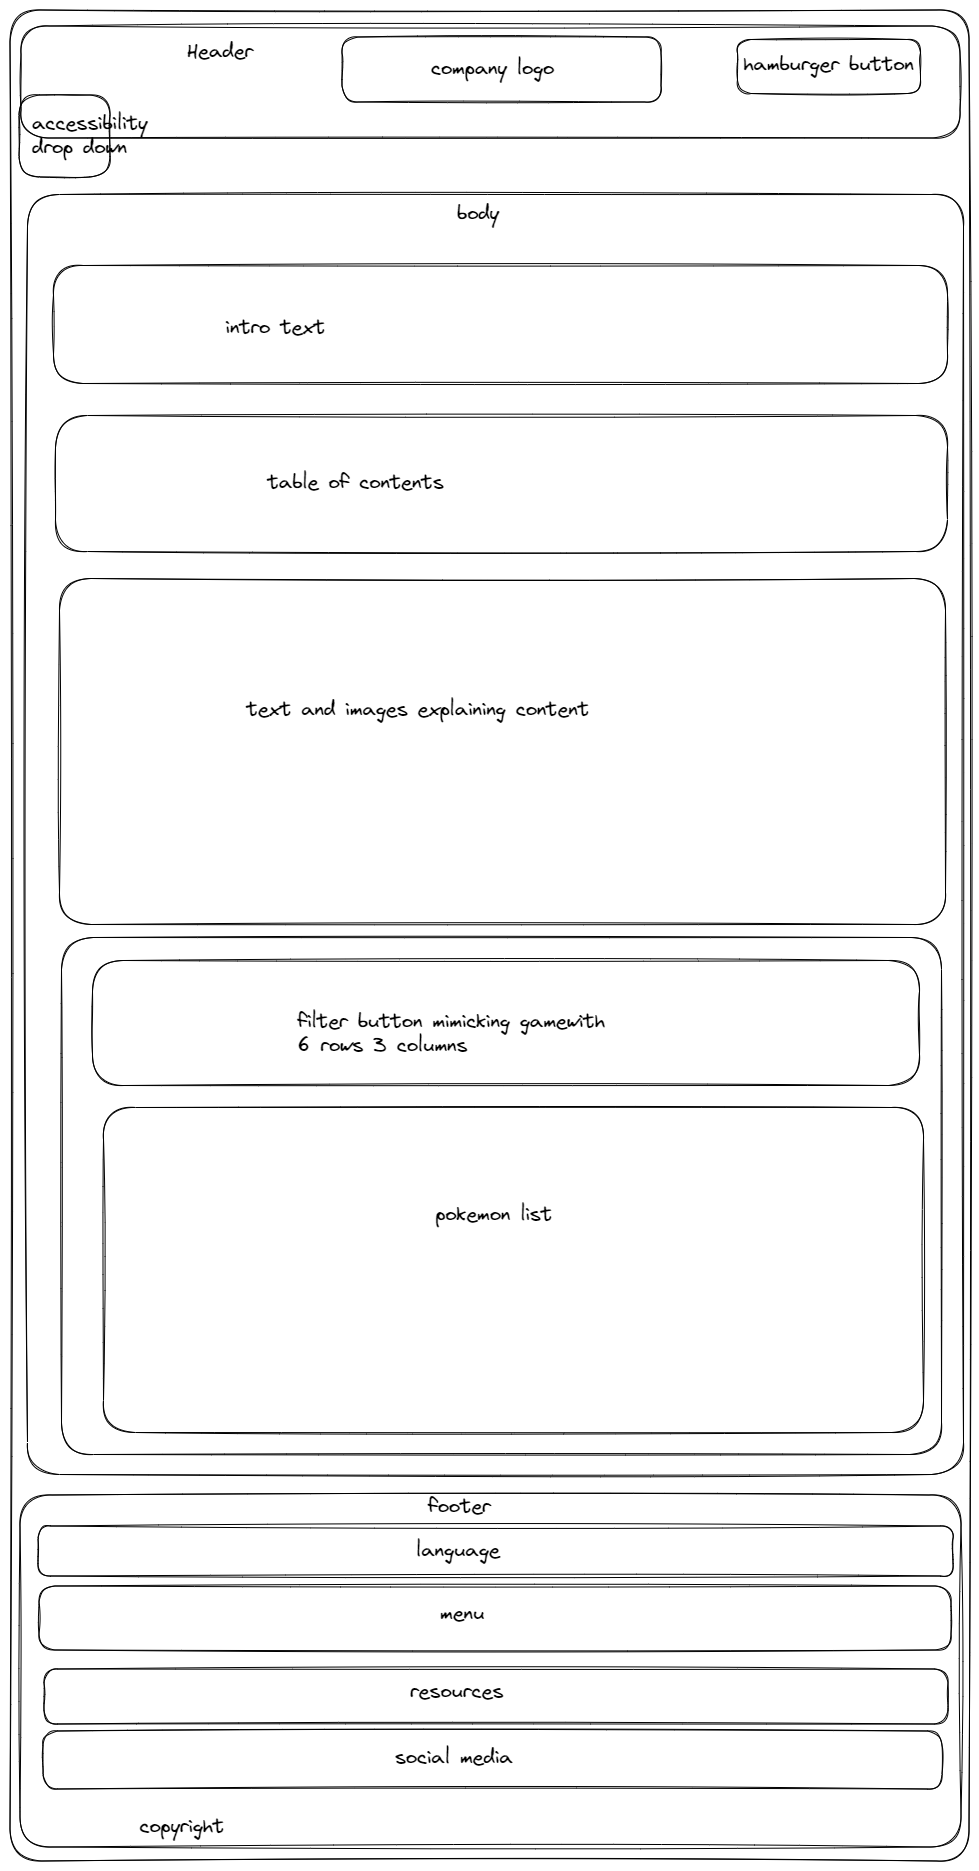 Header
company logo
hamburger button
accessibility
drop down
body
intro text
table of contents
text and images explaining content
filter button mimicking gamewith
6 rows 3 columns
pokemon list
footer
language
menu
resources
social media
copyright